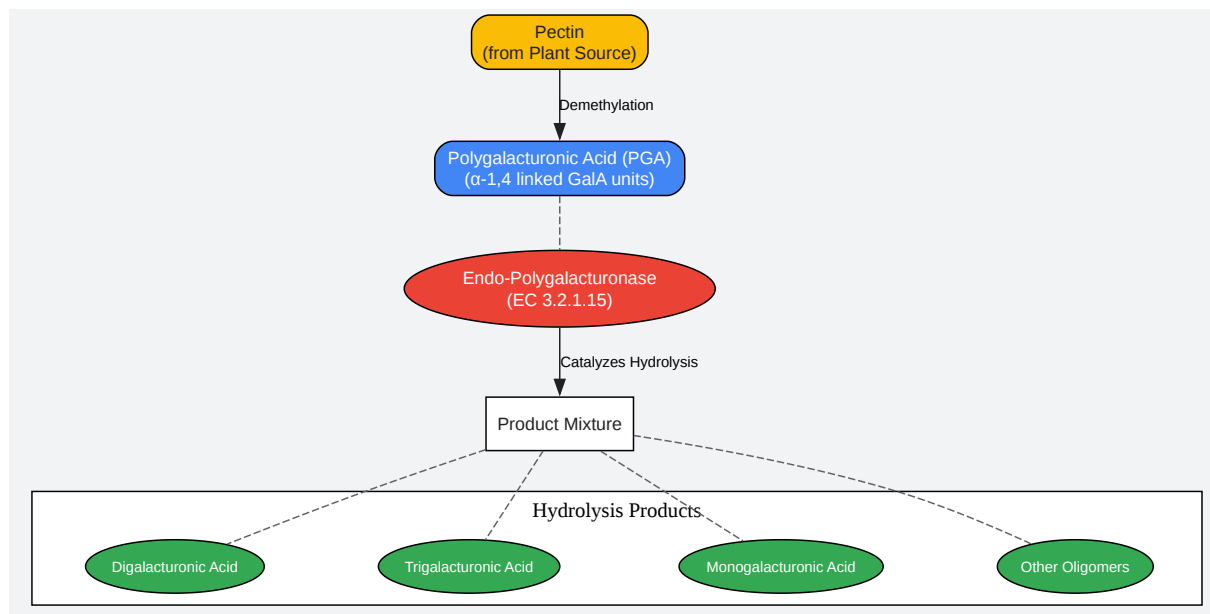 Pectin
(from Plant Source)
Demethylation
Polygalacturonic Acid (PGA)
(α-1,4 linked GalA units)
Endo-Polygalacturonase
(EC 3.2.1.15)
Catalyzes Hydrolysis
Product Mixture
Hydrolysis Products
Digalacturonic Acid
Trigalacturonic Acid
Monogalacturonic Acid
Other Oligomers